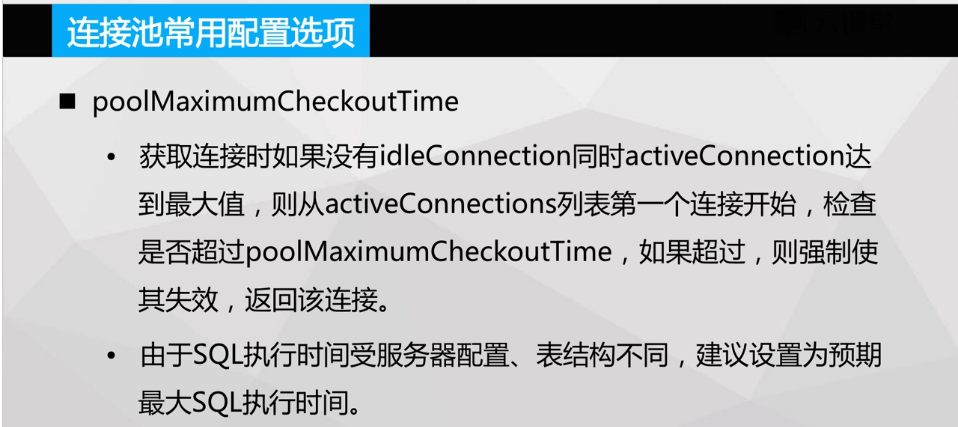 连接池常用配置选项
■ poolMaximumCheckoutTime
• 获取连接时如果没有idleConnection同时activeConnection达
到最大值，则从activeConnections列表第一个连接开始，检查
是否超过poolMaximumCheckoutTime，如果超过，则强制使
其失效，返回该连接。
• 由于SQL执行时间受服务器配置、表结构不同，建议设置为预期
最大SQL执行时间。